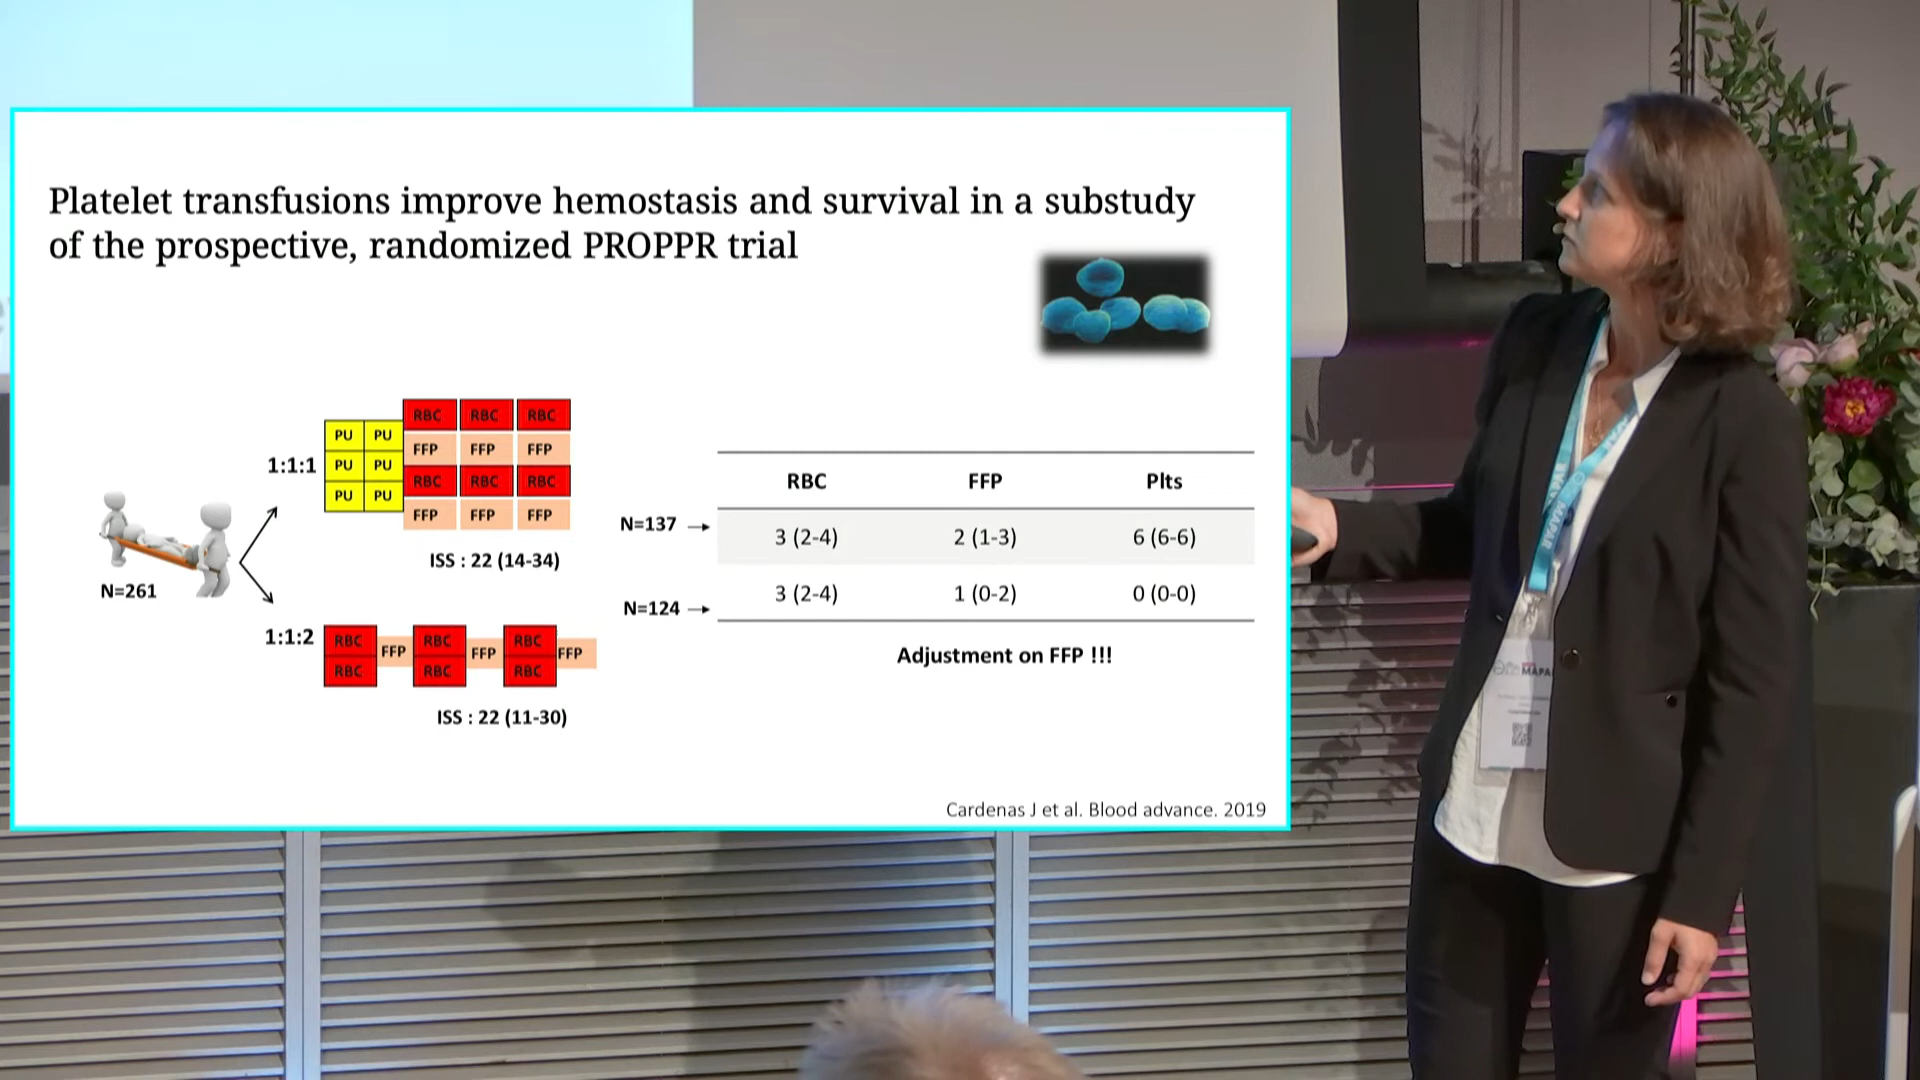 Platelet transfusions improve hemostasis and survival in a substudy
of the prospective, randomized PROPPR trial
RBC RBC RBC
PU PU
FFP FFP FFP
1:1:1
PU PU
RBC RBC RBC
PU PU
FFP FFP FFP
ISS : 22 (14-34)
N=261
1:1:2
RBC RBC RBC
FFP FFP FFP
RBC RBC RBC
ISS : 22 (11-30)
RBC FFP Plts
N=137
3 (2-4) 2 (1-3) 6 (6-6)
N=124
3 (2-4) 1 (0-2) 0 (0-0)
Adjustment on FFP !!!
Cardenas J et al. Blood advance. 2019
MAPAR
MAPAR
MAPA